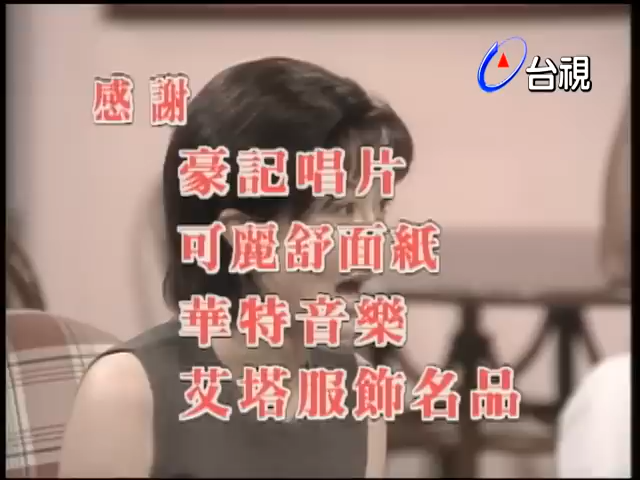 台視
感謝
豪記唱片
可麗舒面紙
華特音樂
艾塔服飾名品